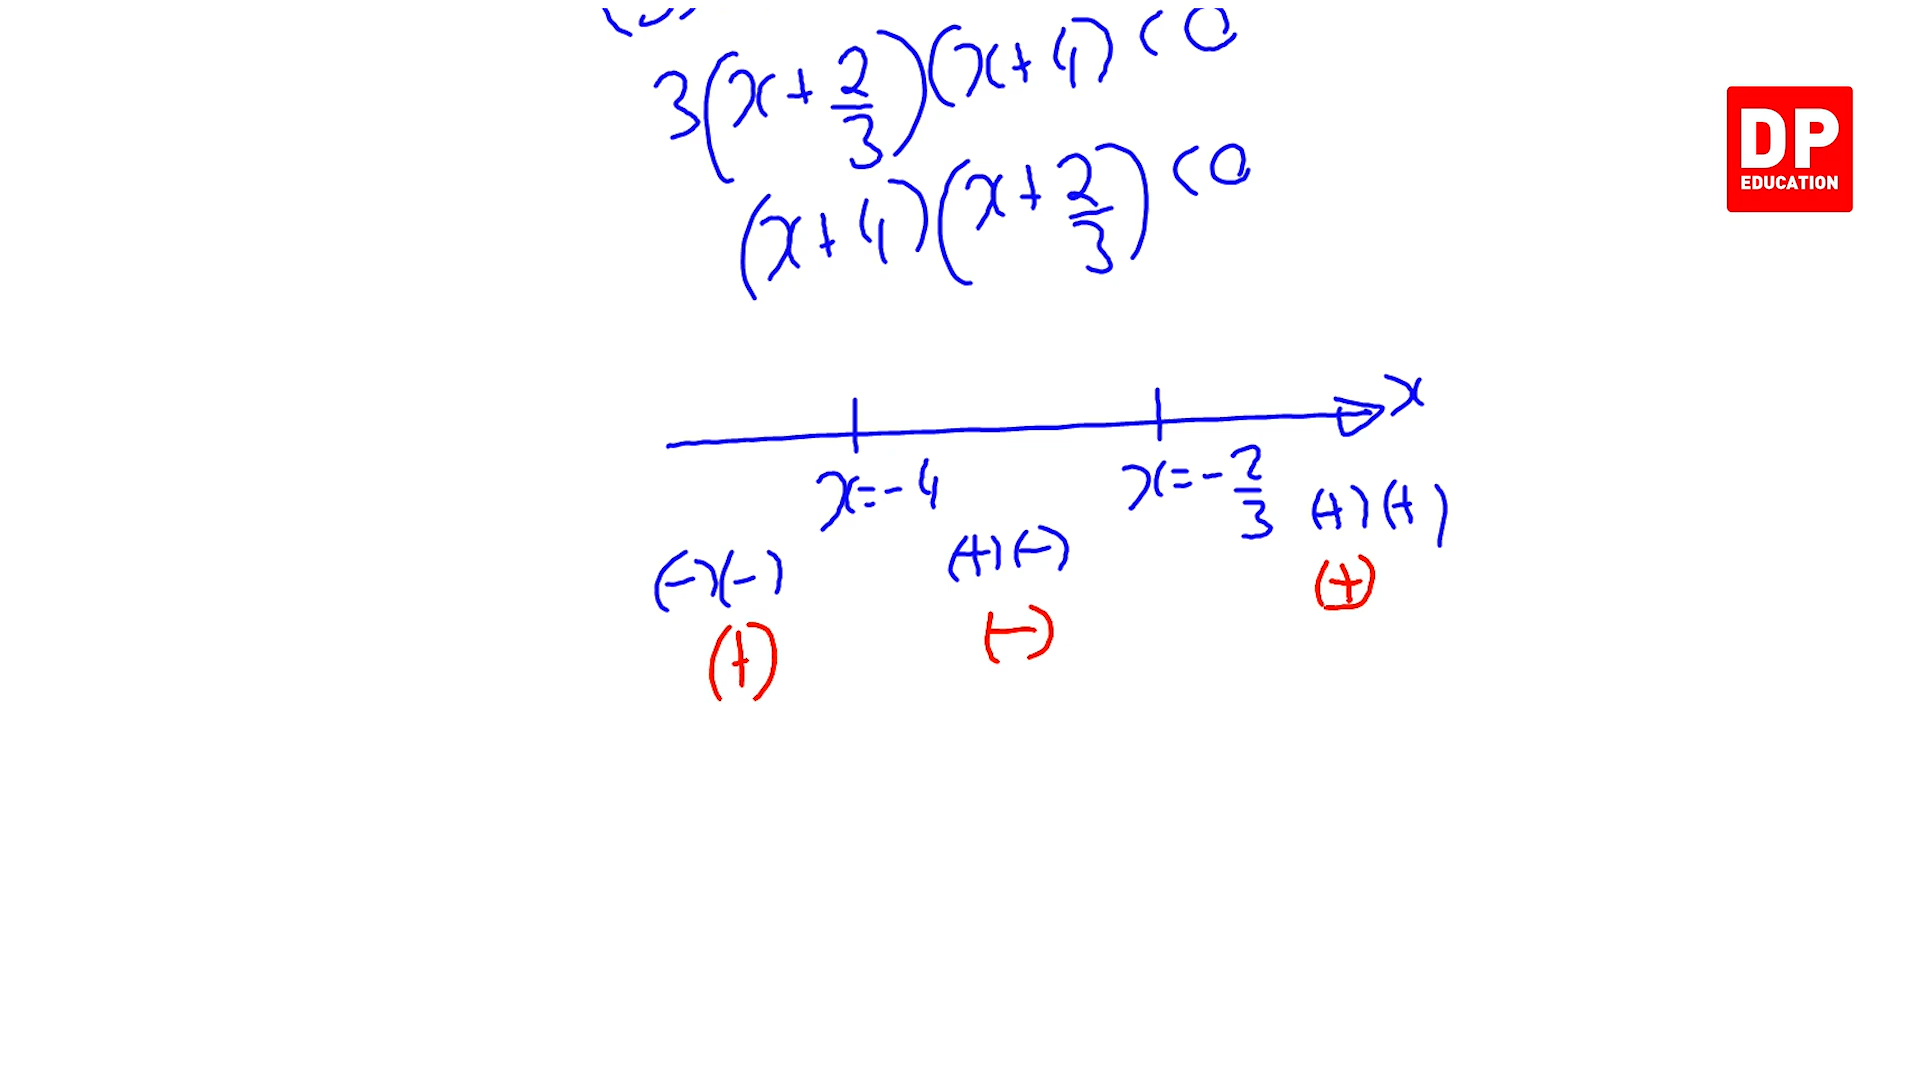 3(x + 2/3)(x + 4) < 0
DP
EDUCATION
(x + 4)(x + 2/3) < 0
x
x = -4
x = -2/3
(+)(+)
(-)(-)
(+)(-)
(+)
(+)
(-)